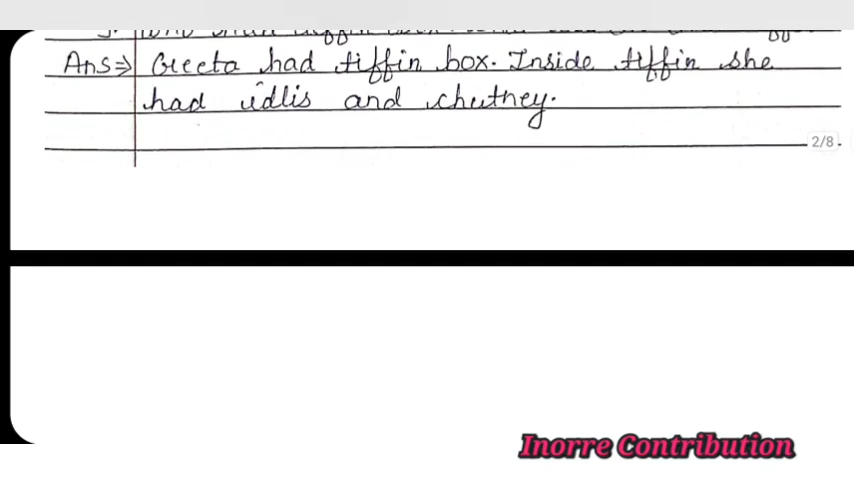 Ans⇒ Greeta had tiffin box. Inside tiffin she
had idlis and chutney.
2/8
Inorre Contribution